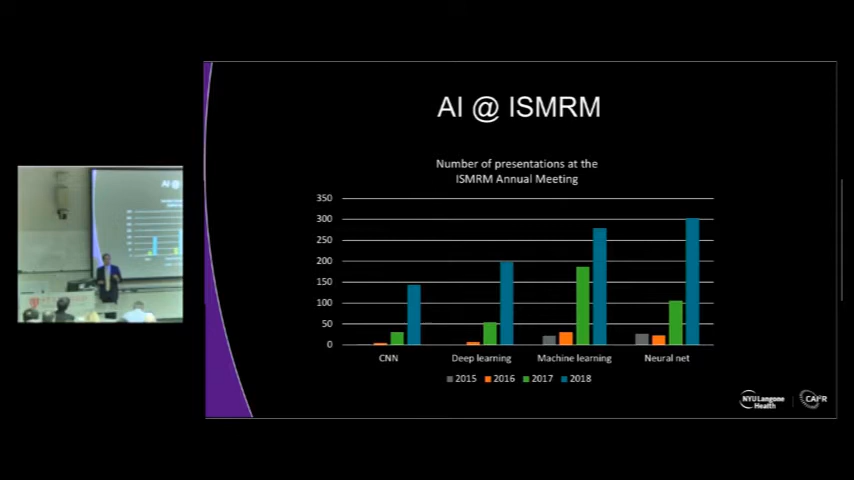 AI @ ISMRM
Number of presentations at the
ISMRM Annual Meeting
350
300
250
200
150
100
50
0
CNN Deep learning Machine learning Neural net
2015 2016 2017 2018
NYU Langone
Health
CAI²R
AI @